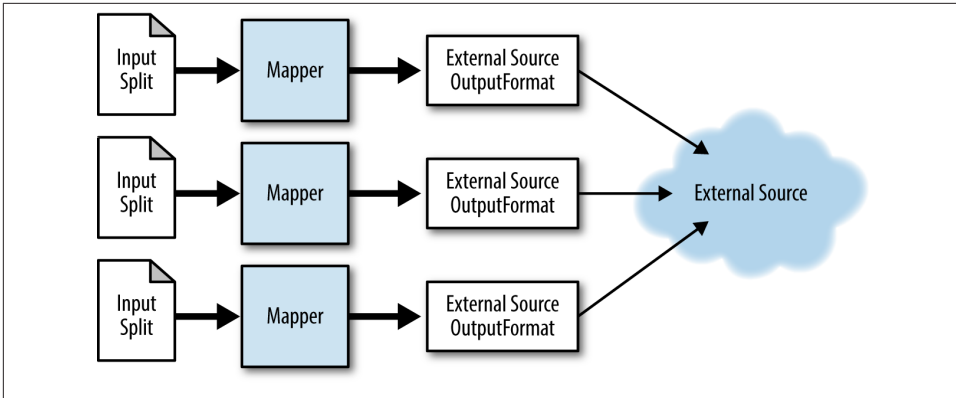 Input
Split
Mapper
External Source
OutputFormat
Input
Split
Mapper
External Source
OutputFormat
External Source
Input
Split
Mapper
External Source
OutputFormat